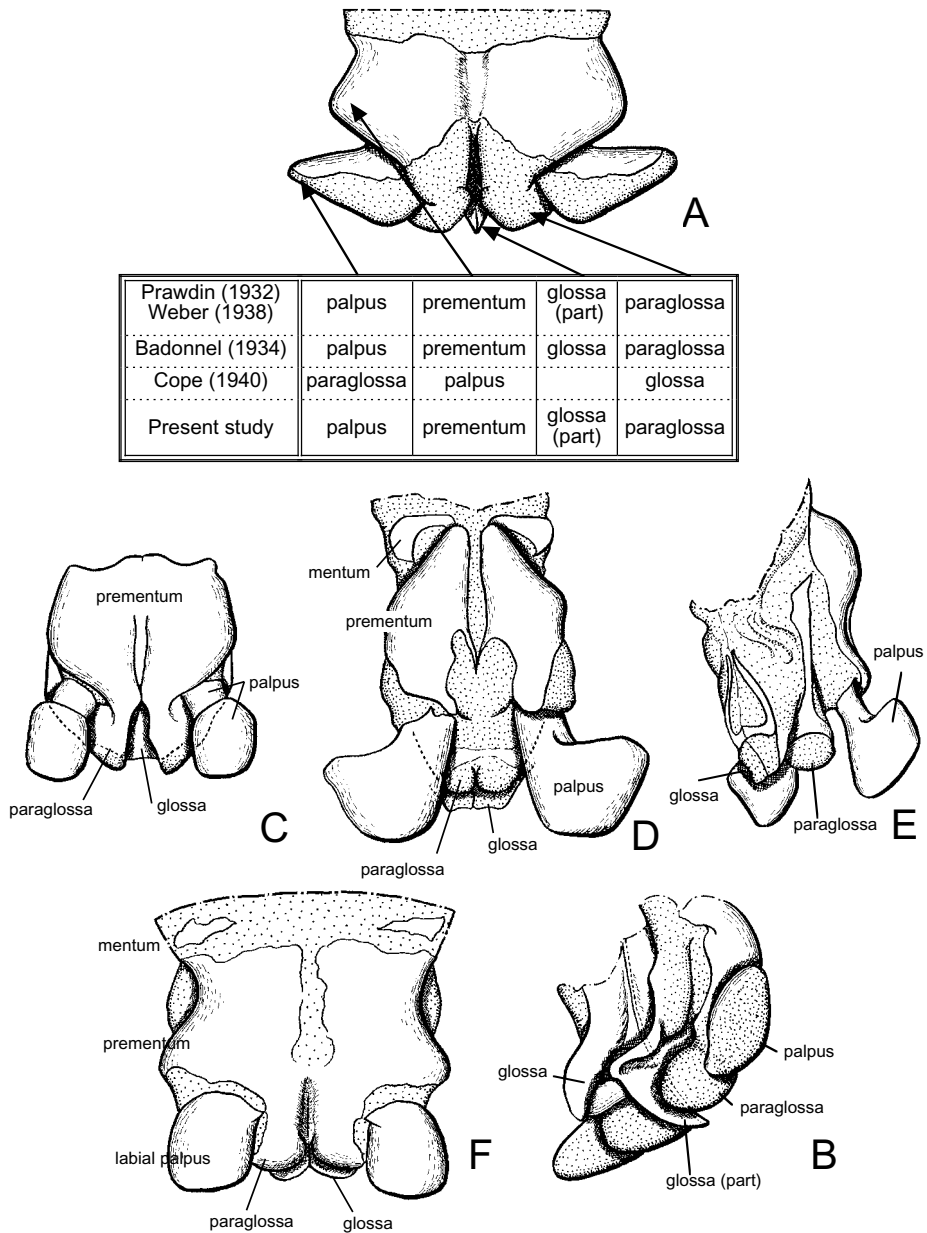 A
Prawdin (1932)
Weber (1938)
palpus
prementum
glossa
(part)
paraglossa
Badonnel (1934)
palpus
prementum
glossa
paraglossa
Cope (1940)
paraglossa
palpus
glossa
Present study
palpus
prementum
glossa
(part)
paraglossa
prementum
palpus
paraglossa
glossa
C
mentum
prementum
palpus
glossa
paraglossa
D
palpus
glossa
paraglossa
E
mentum
prementum
labial palpus
paraglossa
glossa
F
glossa
palpus
paraglossa
glossa (part)
B